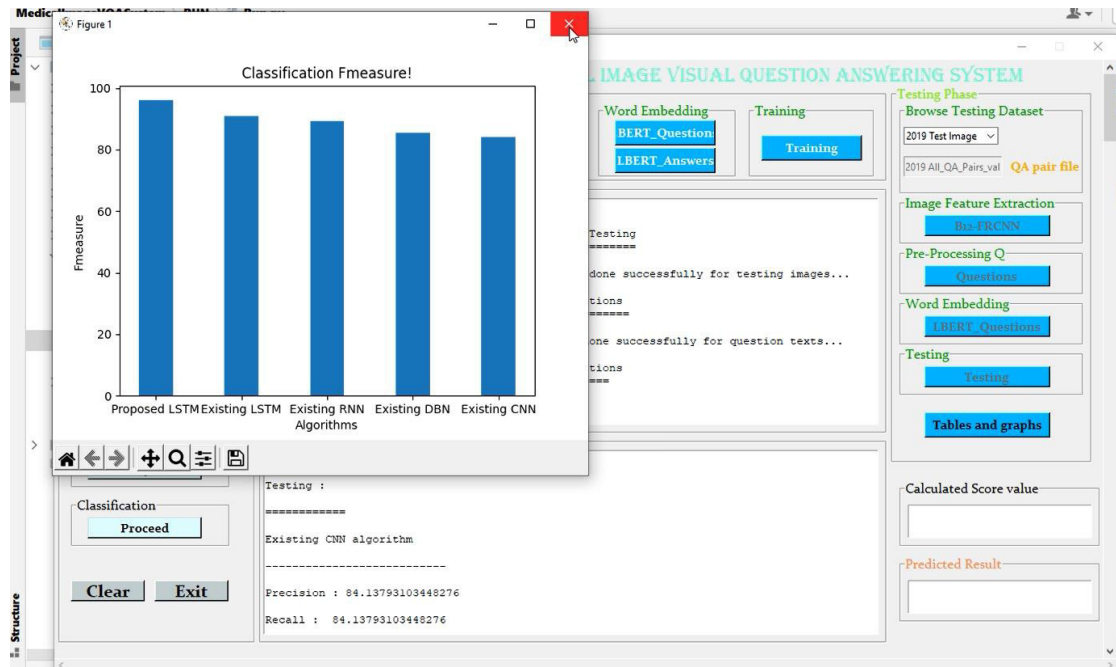 Figure 1
Classification Fmeasure!
100
80
60
40
20
0
Fmeasure
Proposed LSTM Existing LSTM Existing RNN Existing DBN Existing CNN
Algorithms
Project
Structure
IMAGE VISUAL QUESTION ANSWERING SYSTEM
Word Embedding
BERT_Question
LBERT_Answers
Training
Training
Testing
=======
done successfully for testing images...
tions
======
one successfully for question texts...
tions
===
Testing Phase
Browse Testing Dataset
2019 Test Image
2019 All_QA_Pairs_val QA pair file
Image Feature Extraction
B12-FRCNN
Pre-Processing Q
Questions
Word Embedding
LBERT_Questions
Testing
Testing
Tables and graphs
Classification
Proceed
Clear Exit
Testing :
============
Existing CNN algorithm
---------------------------
Precision : 84.13793103448276
Recall : 84.13793103448276
Calculated Score value
Predicted Result